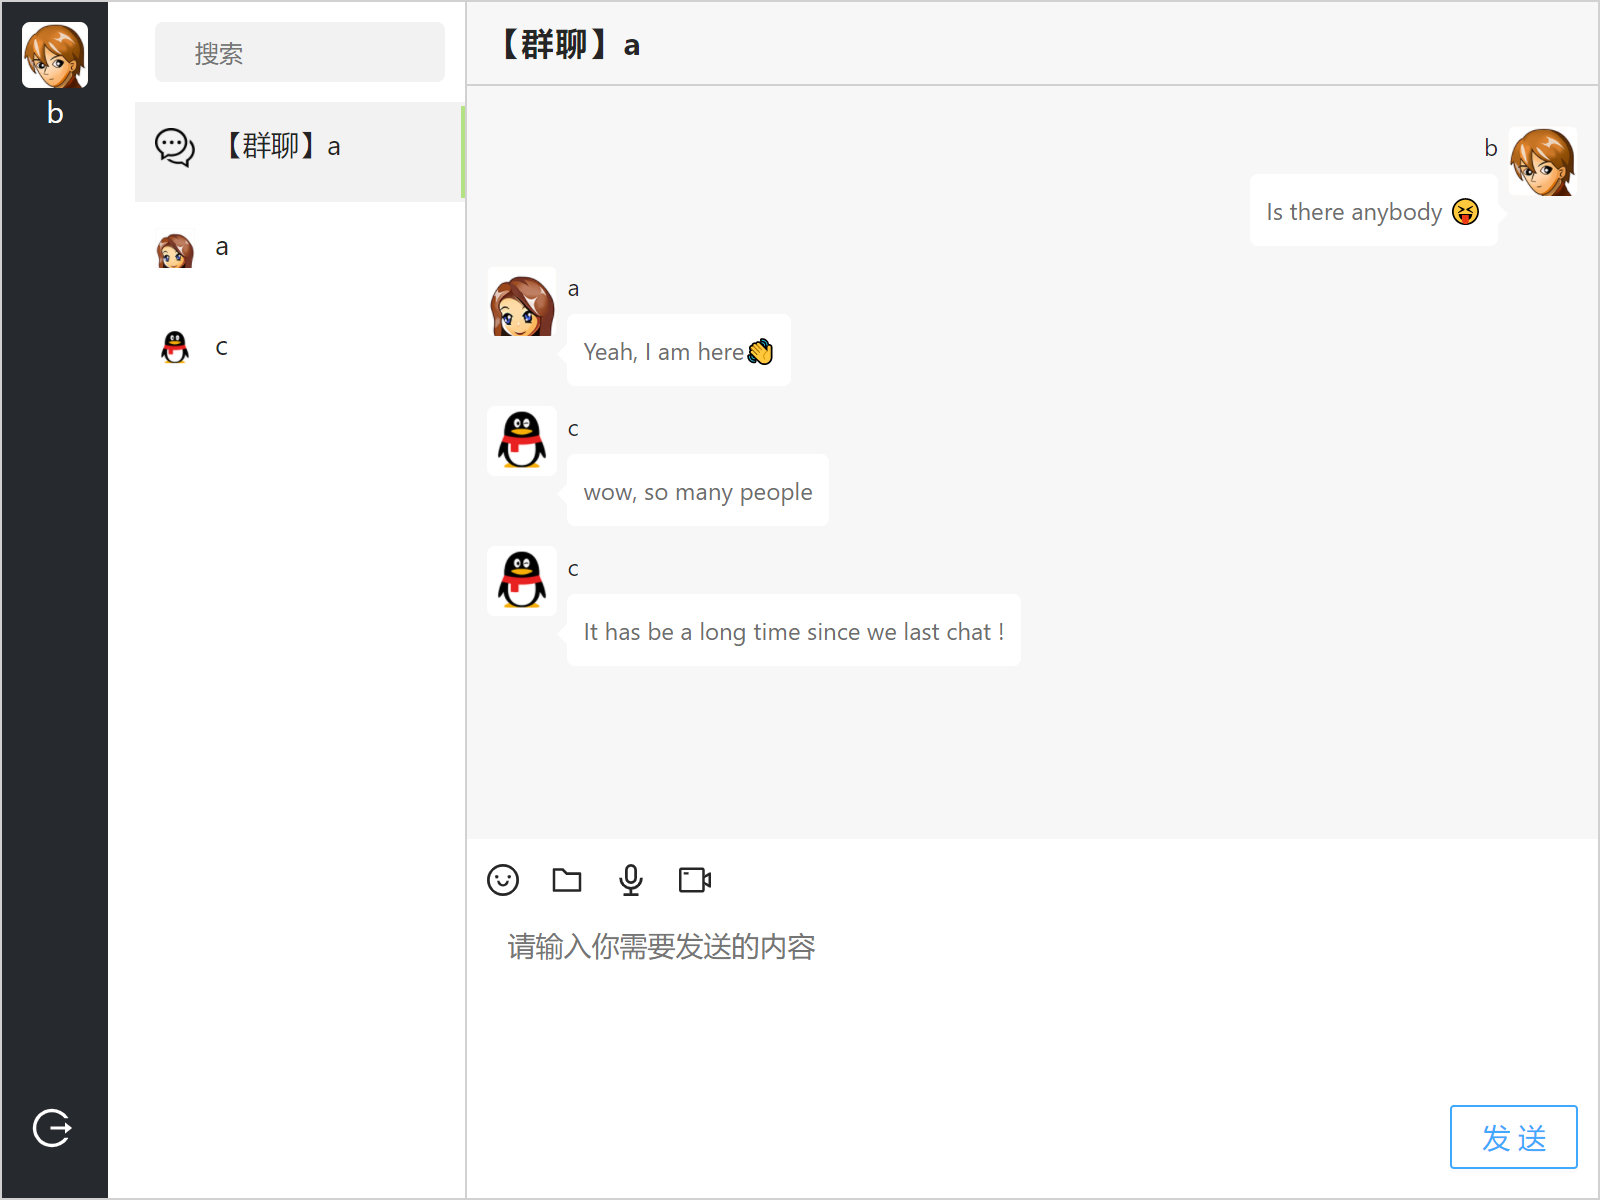 b
搜索
【群聊】a
a
c
【群聊】a
b
Is there anybody 😝
a
Yeah, I am here👏
c
wow, so many people
c
It has be a long time since we last chat !
请输入你需要发送的内容
发 送